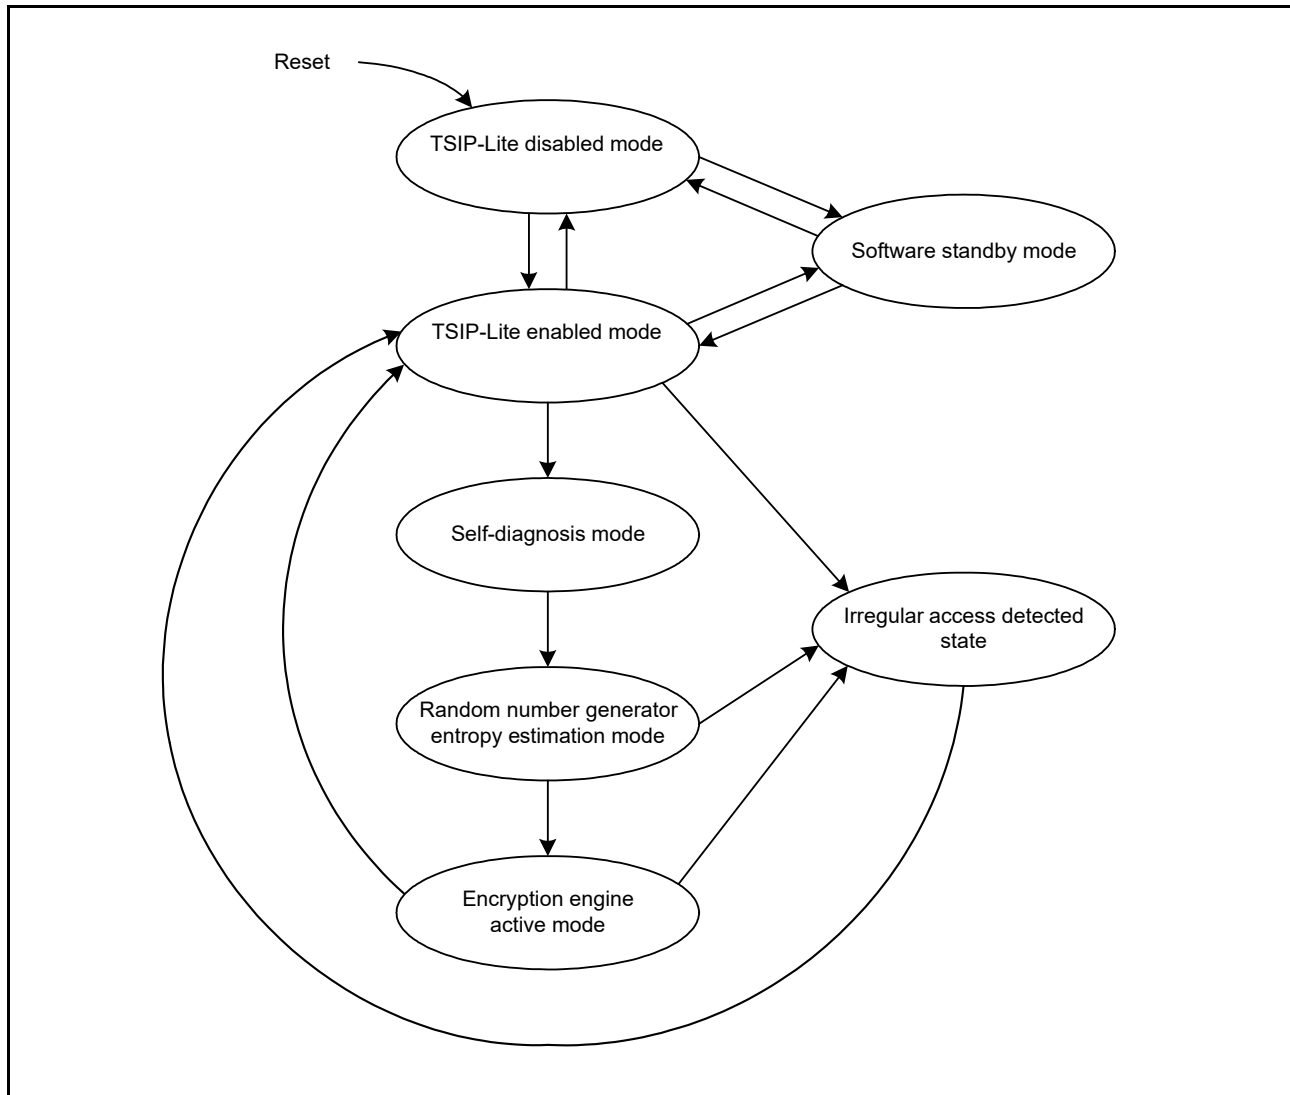 Reset
TSIP-Lite disabled mode
Software standby mode
TSIP-Lite enabled mode
Self-diagnosis mode
Irregular access detected
state
Random number generator
entropy estimation mode
Encryption engine
active mode